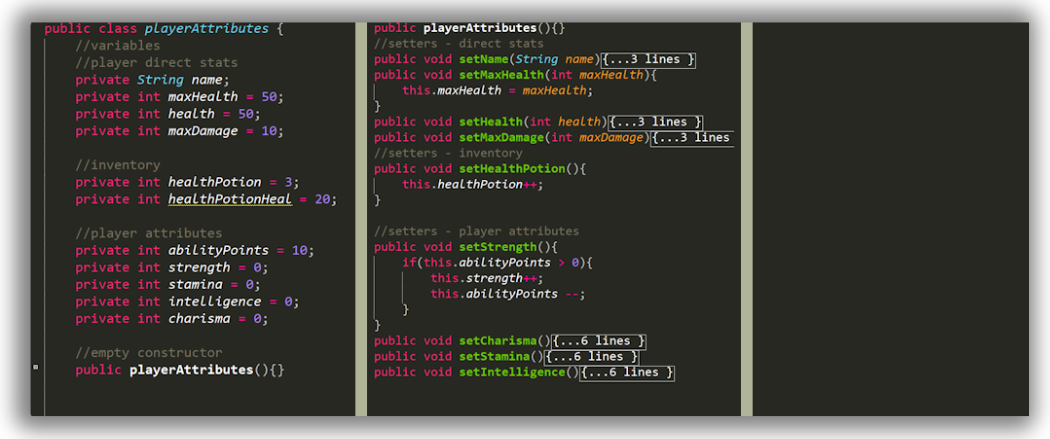 public class playerAttributes {
//variables
//player direct stats
private String name;
private int maxHealth = 50;
private int health = 50;
private int maxDamage = 10;
//inventory
private int healthPotion = 3;
private int healthPotionHeal = 20;
//player attributes
private int abilityPoints = 10;
private int strength = 0;
private int stamina = 0;
private int intelligence = 0;
private int charisma = 0;
//empty constructor
public playerAttributes(){}
public playerAttributes(){}
//setters - direct stats
public void setName(String name){...3 lines }
public void setMaxHealth(int maxHealth){
this.maxHealth = maxHealth;
}
public void setHealth(int health){...3 lines }
public void setMaxDamage(int maxDamage){...3 lines
//setters - inventory
public void setHealthPotion(){
this.healthPotion++;
}
//setters - player attributes
public void setStrength(){
if(this.abilityPoints > 0){
this.strength++;
this.abilityPoints --;
}
}
public void setCharisma(){...6 lines }
public void setStamina(){...6 lines }
public void setIntelligence(){...6 lines }